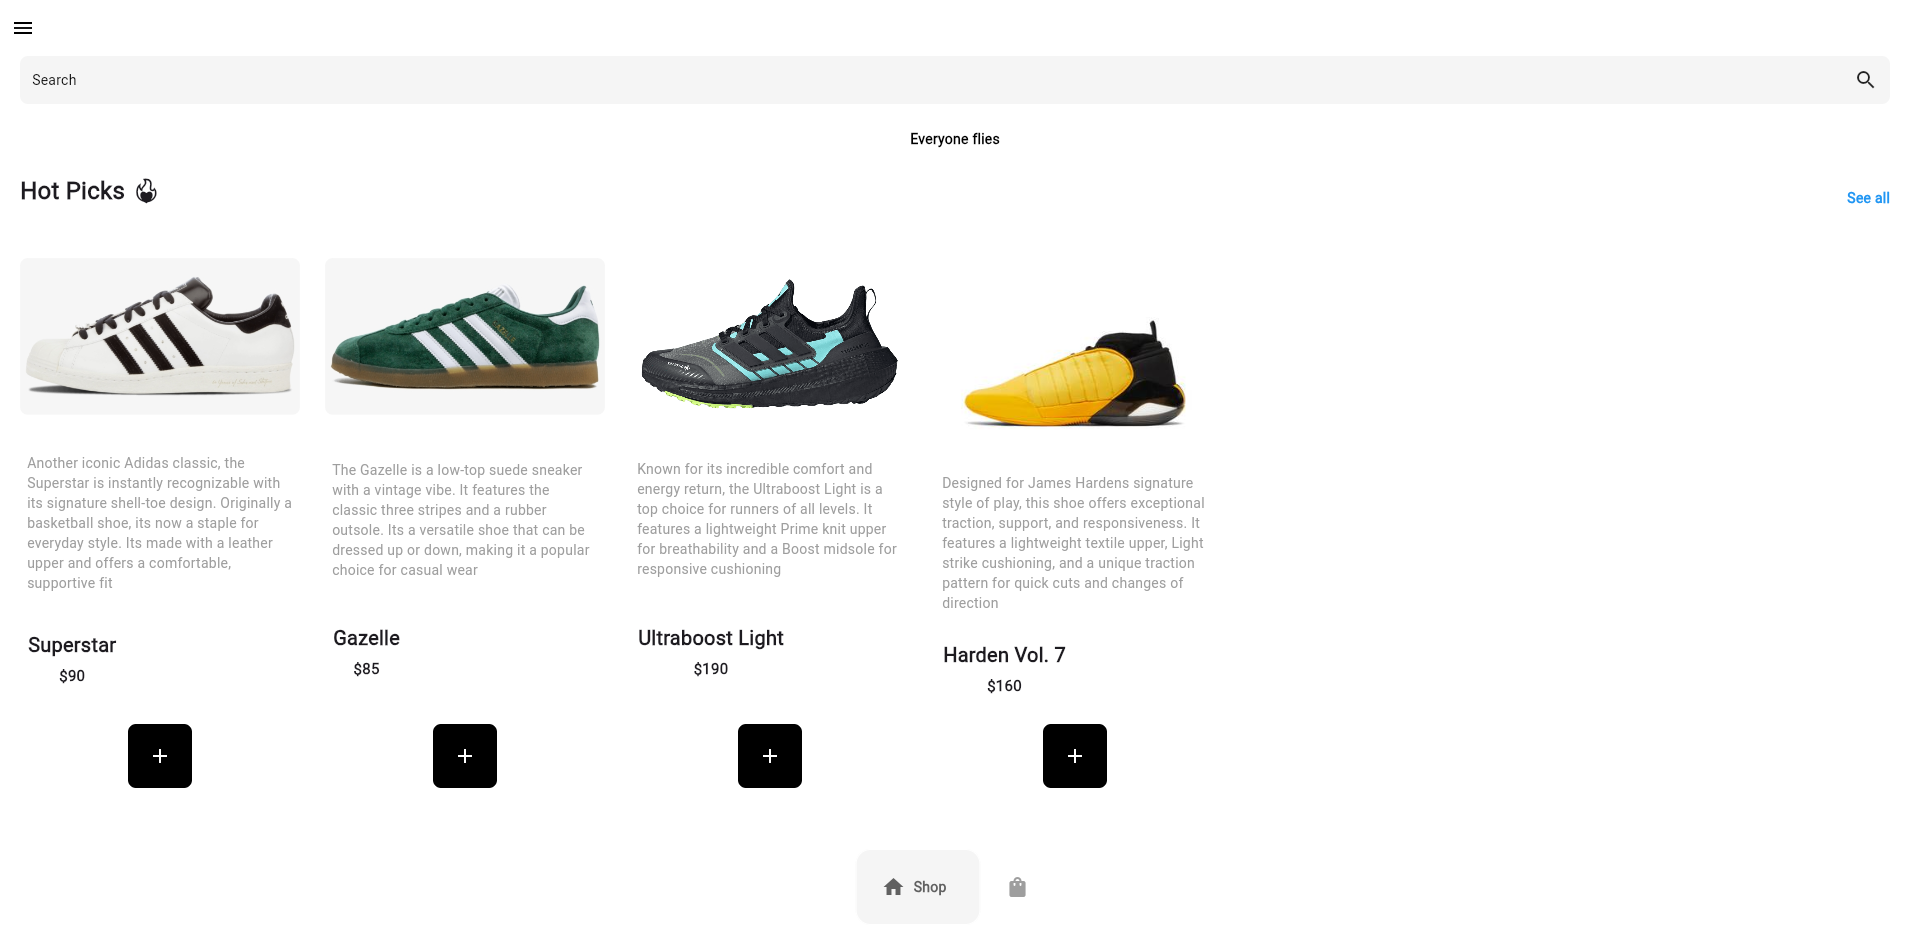 Search
Everyone flies
Hot Picks
See all
Another iconic Adidas classic, the
Superstar is instantly recognizable with
its signature shell-toe design. Originally a
basketball shoe, its now a staple for
everyday style. Its made with a leather
upper and offers a comfortable,
supportive fit
Superstar
$90
The Gazelle is a low-top suede sneaker
with a vintage vibe. It features the
classic three stripes and a rubber
outsole. Its a versatile shoe that can be
dressed up or down, making it a popular
choice for casual wear
Gazelle
$85
Known for its incredible comfort and
energy return, the Ultraboost Light is a
top choice for runners of all levels. It
features a lightweight Prime knit upper
for breathability and a Boost midsole for
responsive cushioning
Ultraboost Light
$190
Designed for James Hardens signature
style of play, this shoe offers exceptional
traction, support, and responsiveness. It
features a lightweight textile upper, Light
strike cushioning, and a unique traction
pattern for quick cuts and changes of
direction
Harden Vol. 7
$160
Shop